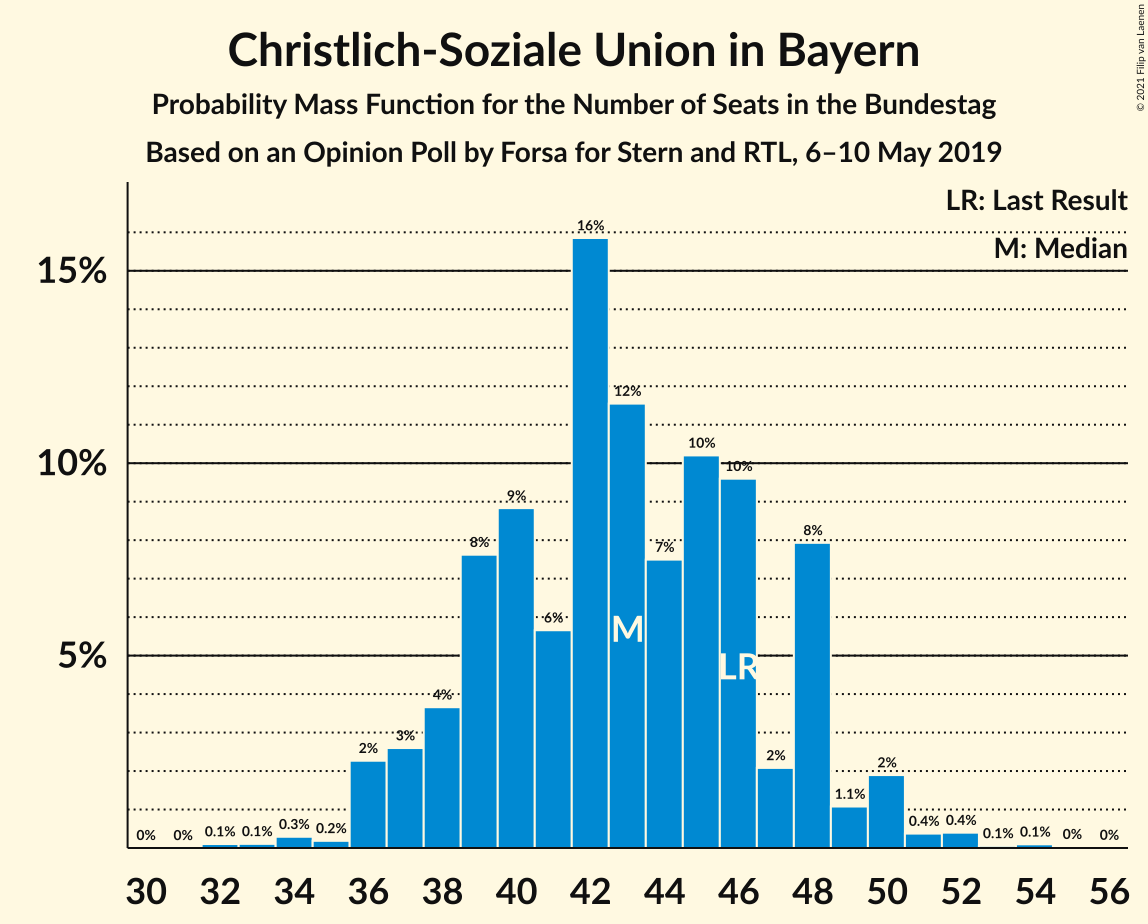 Christlich-Soziale Union in Bayern
Probability Mass Function for the Number of Seats in the Bundestag
Based on an Opinion Poll by Forsa for Stern and RTL, 6–10 May 2019
© 2021 Filip van Laenen
LR: Last Result
M: Median
15%
10%
5%
0% 0% 0.1% 0.1% 0.3% 0.2% 2% 3% 4% 8% 9% 6% 16% 12% 7% 10% 10% 2% 8% 1.1% 2% 0.4% 0.4% 0.1% 0.1% 0% 0%
M
LR
30 32 34 36 38 40 42 44 46 48 50 52 54 56